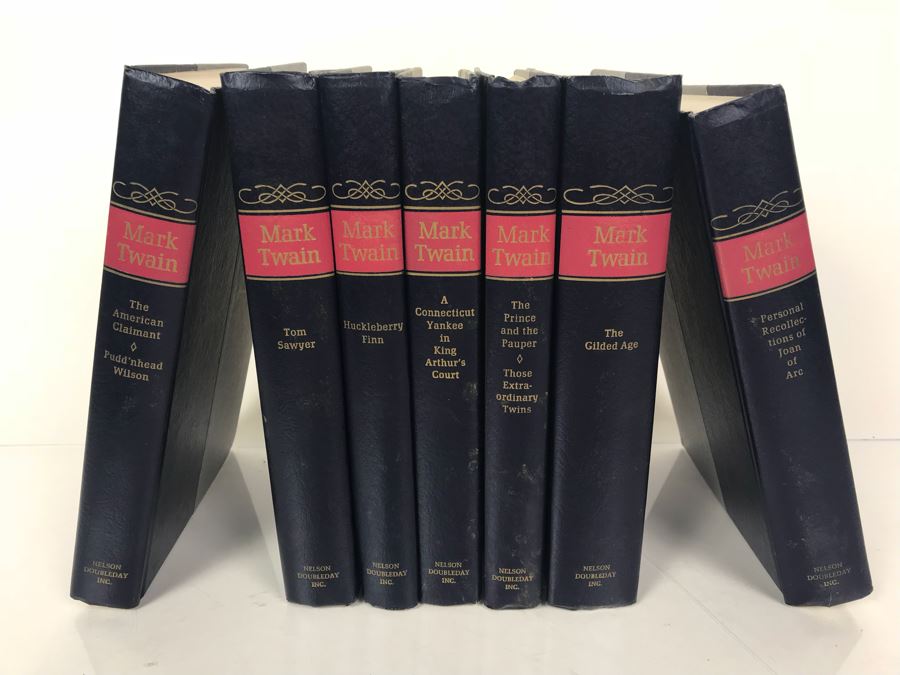 Mark
Twain
The
American
Claimant
Pudd'nhead
Wilson
NELSON
DOUBLEDAY
INC.
Mark
Twain
Tom
Sawyer
NELSON
DOUBLEDAY
INC.
Mark
Twain
Huckleberry
Finn
NELSON
DOUBLEDAY
INC.
Mark
Twain
A
Connecticut
Yankee
in
King
Arthur's
Court
NELSON
DOUBLEDAY
INC.
Mark
Twain
The
Prince
and the
Pauper
Those
Extra-
ordinary
Twins
NELSON
DOUBLEDAY
INC.
Mark
Twain
The
Gilded Age
NELSON
DOUBLEDAY
INC.
Mark
Twain
Personal
Recollec-
tions of
Joan
of
Arc
NELSON
DOUBLEDAY
INC.